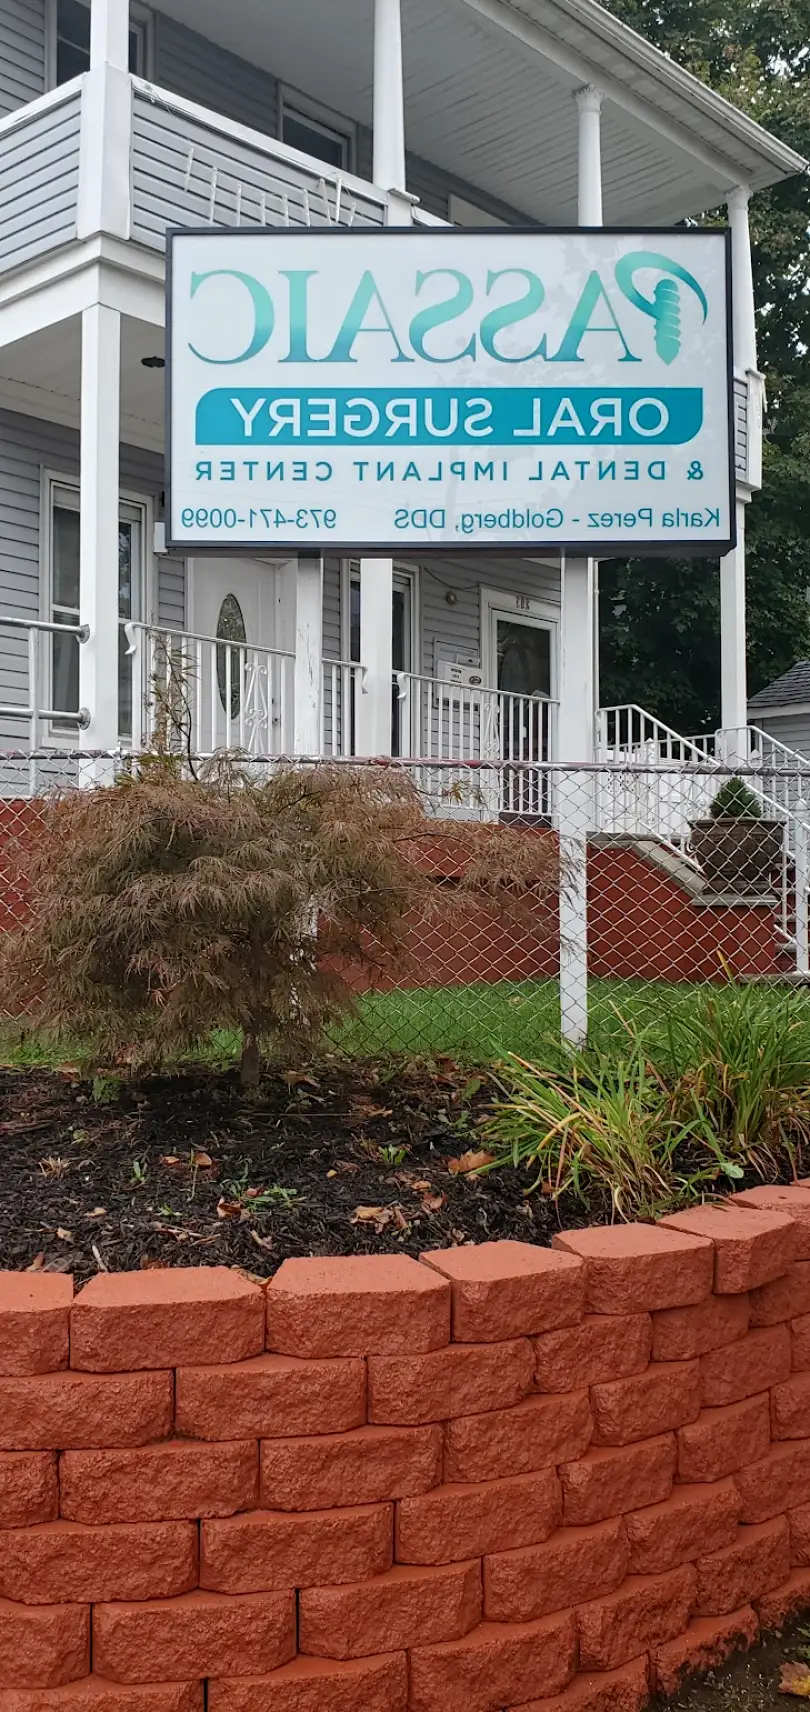 PASSAIC
ORAL SURGERY
& DENTAL IMPLANT CENTER
Karla Perez - Goldberg, DDS 973-471-0099